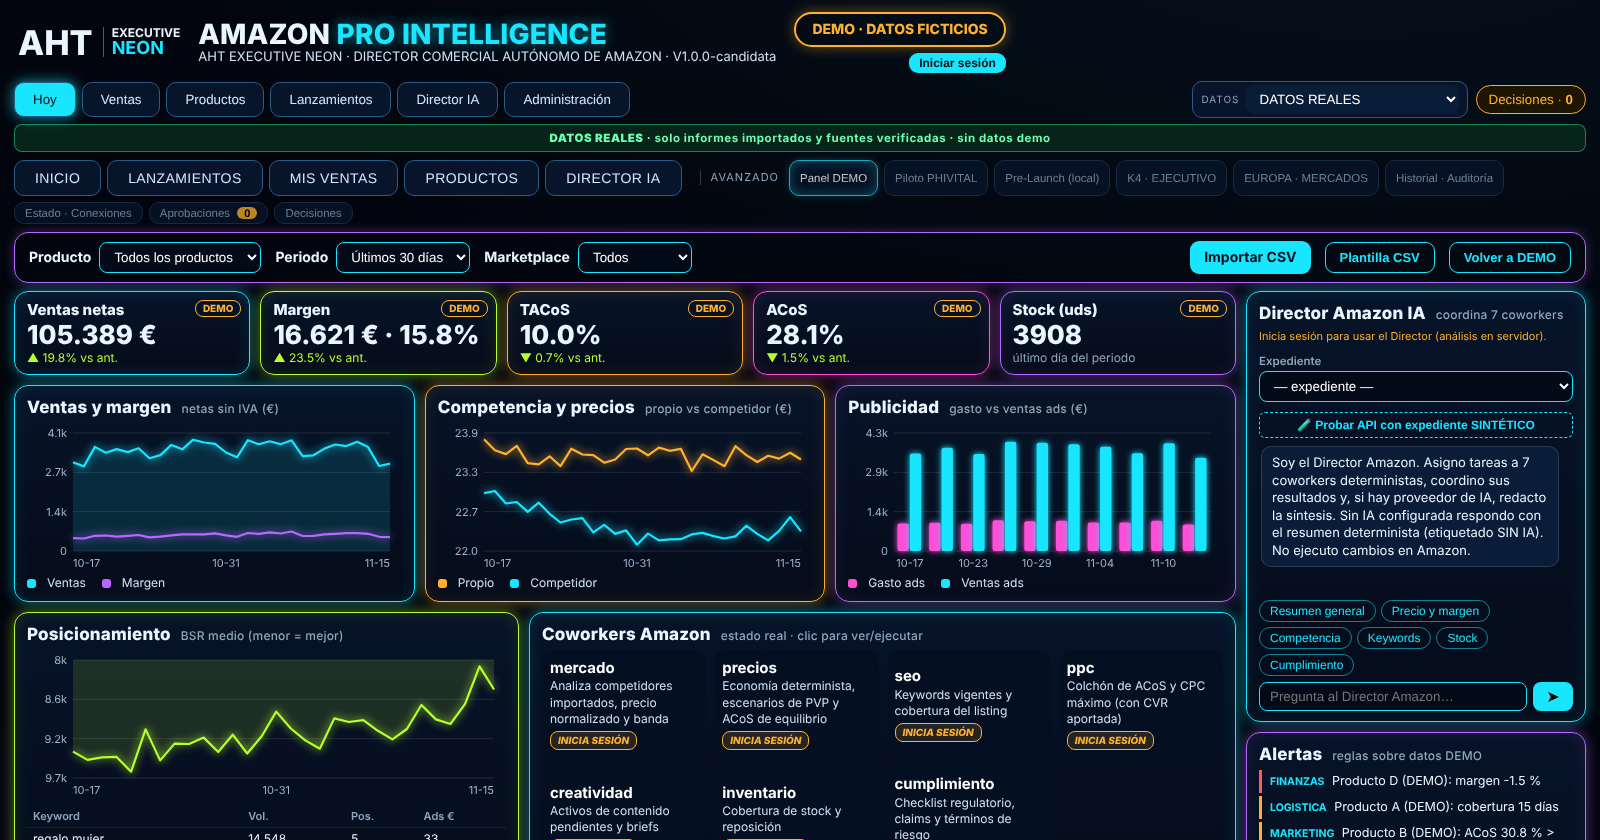 AHT EXECUTIVE NEON
AMAZON PRO INTELLIGENCE
AHT EXECUTIVE NEON · DIRECTOR COMERCIAL AUTÓNOMO DE AMAZON · V1.0.0-candidata
DEMO · DATOS FICTICIOS
Iniciar sesión
Hoy Ventas Productos Lanzamientos Director IA Administración
DATOS DATOS REALES Decisiones · 0
DATOS REALES · solo informes importados y fuentes verificadas · sin datos demo
INICIO LANZAMIENTOS MIS VENTAS PRODUCTOS DIRECTOR IA AVANZADO Panel DEMO Piloto PHIVITAL Pre-Launch (local) K4 · EJECUTIVO EUROPA · MERCADOS Historial · Auditoría
Estado · Conexiones Aprobaciones 0 Decisiones
Producto Todos los productos Periodo Últimos 30 días Marketplace Todos Importar CSV Plantilla CSV Volver a DEMO
Ventas netas DEMO
105.389 €
▲ 19.8% vs ant.
Margen DEMO
16.621 € · 15.8%
▲ 23.5% vs ant.
TACoS DEMO
10.0%
▼ 0.7% vs ant.
ACoS DEMO
28.1%
▼ 1.5% vs ant.
Stock (uds) DEMO
3908
último día del periodo
Ventas y margen netas sin IVA (€)
4.1k
2.7k
1.4k
0
10-17 10-31 11-15
Ventas Margen
Competencia y precios propio vs competidor (€)
23.9
23.3
22.7
22.0
10-17 10-31 11-15
Propio Competidor
Publicidad gasto vs ventas ads (€)
4.3k
2.9k
1.4k
0
10-17 10-23 10-29 11-04 11-10
Gasto ads Ventas ads
Director Amazon IA coordina 7 coworkers
Inicia sesión para usar el Director (análisis en servidor).
Expediente
— expediente —
🧪 Probar API con expediente SINTÉTICO
Soy el Director Amazon. Asigno tareas a 7
coworkers deterministas, coordino sus
resultados y, si hay proveedor de IA, redacto
la síntesis. Sin IA configurada respondo con
el resumen determinista (etiquetado SIN IA).
No ejecuto cambios en Amazon.
Resumen general Precio y margen
Competencia Keywords Stock
Cumplimiento
Pregunta al Director Amazon…
➤
Posicionamiento BSR medio (menor = mejor)
8k
8.6k
9.2k
9.7k
10-17 10-31 11-15
Keyword Vol. Pos. Ads €
regalo mujer 14.548 5 33
Coworkers Amazon estado real · clic para ver/ejecutar
mercado
Analiza competidores
importados, precio
normalizado y banda
INICIA SESIÓN
precios
Economía determinista,
escenarios de PVP y
ACoS de equilibrio
INICIA SESIÓN
seo
Keywords vigentes y
cobertura del listing
INICIA SESIÓN
ppc
Colchón de ACoS y CPC
máximo (con CVR
aportada)
INICIA SESIÓN
creatividad
Activos de contenido
pendientes y briefs
inventario
Cobertura de stock y
reposición
cumplimiento
Checklist regulatorio,
claims y términos de
riesgo
Alertas reglas sobre datos DEMO
FINANZAS Producto D (DEMO): margen -1.5 %
LOGISTICA Producto A (DEMO): cobertura 15 días
MARKETING Producto B (DEMO): ACoS 30.8 % >